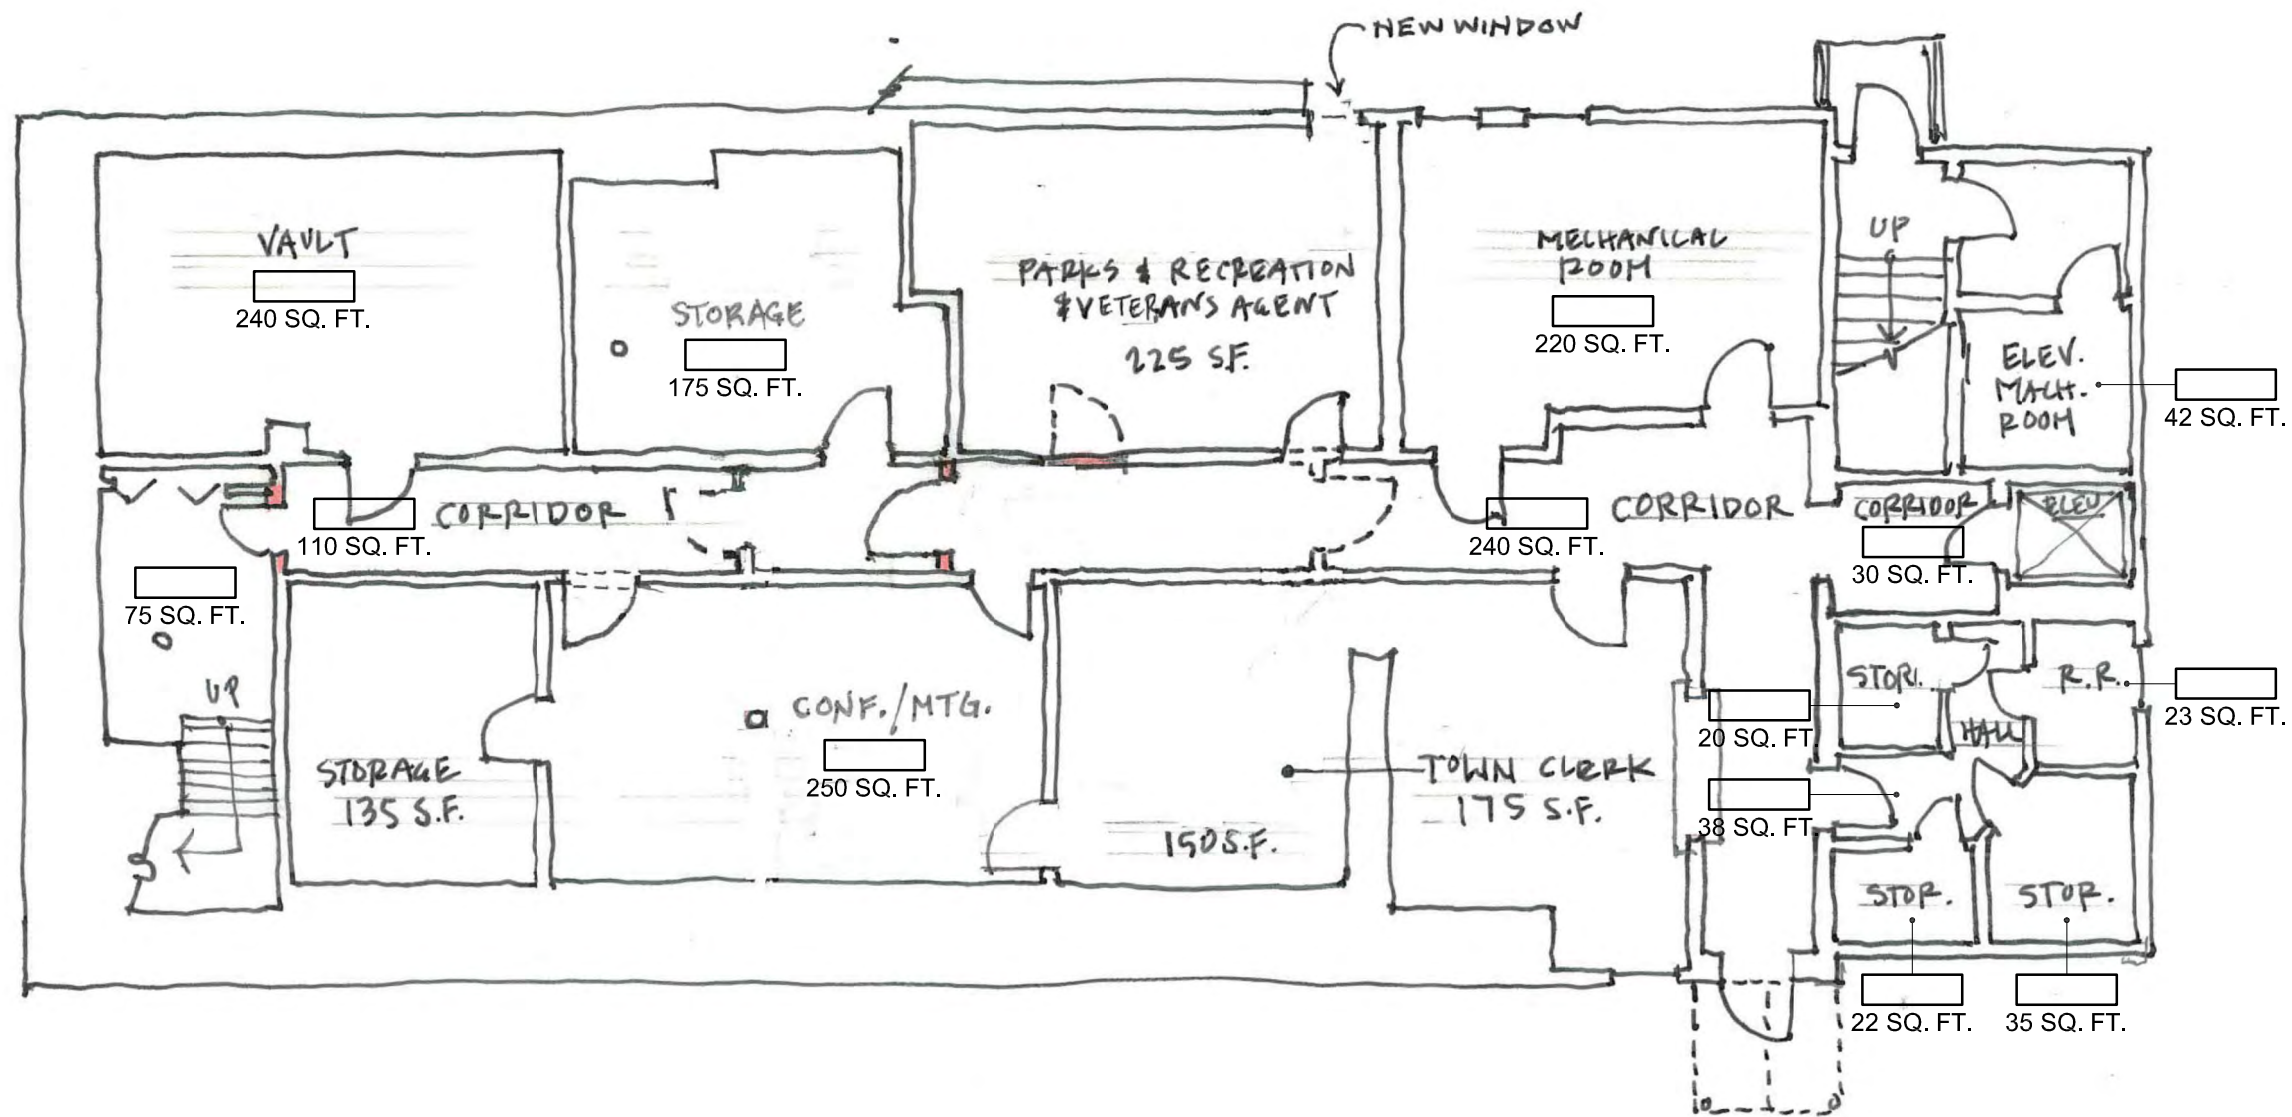 NEW WINDOW
VAULT
240 SQ. FT.
STORAGE
175 SQ. FT.
PARKS & RECREATION
& VETERANS AGENT
225 S.F.
MECHANICAL
ROOM
220 SQ. FT.
UP
ELEV.
MACH.
ROOM
42 SQ. FT.
CORRIDOR
110 SQ. FT.
CORRIDOR
240 SQ. FT.
CORRIDOR
30 SQ. FT.
ELEV
75 SQ. FT.
UP
STORAGE
135 S.F.
CONF./MTG.
250 SQ. FT.
150 S.F.
TOWN CLERK
175 S.F.
STOR.
20 SQ. FT.
HALL
38 SQ. FT.
R.R.
23 SQ. FT.
STOR.
22 SQ. FT.
STOR.
35 SQ. FT.